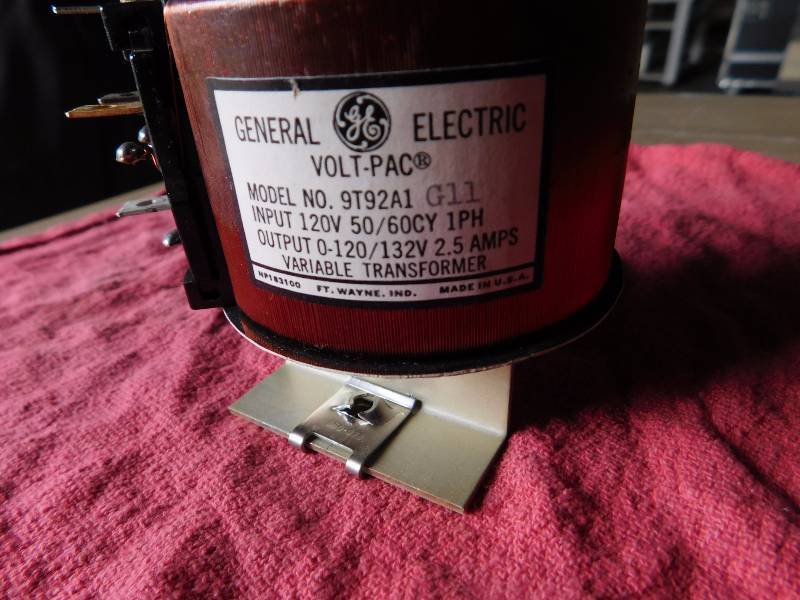 GENERAL GE ELECTRIC
VOLT-PAC®
MODEL NO. 9T92A1 G11
INPUT 120V 50/60CY 1PH
OUTPUT 0-120/132V 2.5 AMPS
VARIABLE TRANSFORMER
NP183100 FT. WAYNE, IND. MADE IN U.S.A.